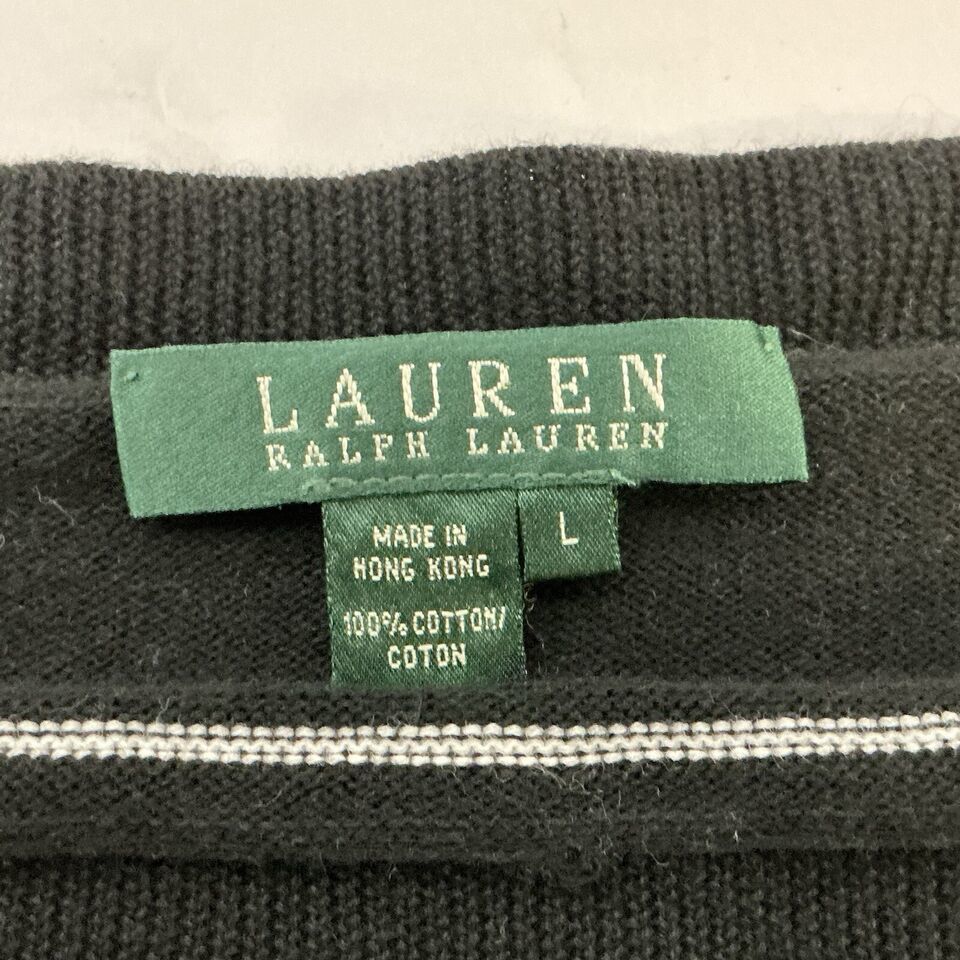 LAUREN
RALPH LAUREN
MADE IN
HONG KONG
100% COTTON/
COTON
L